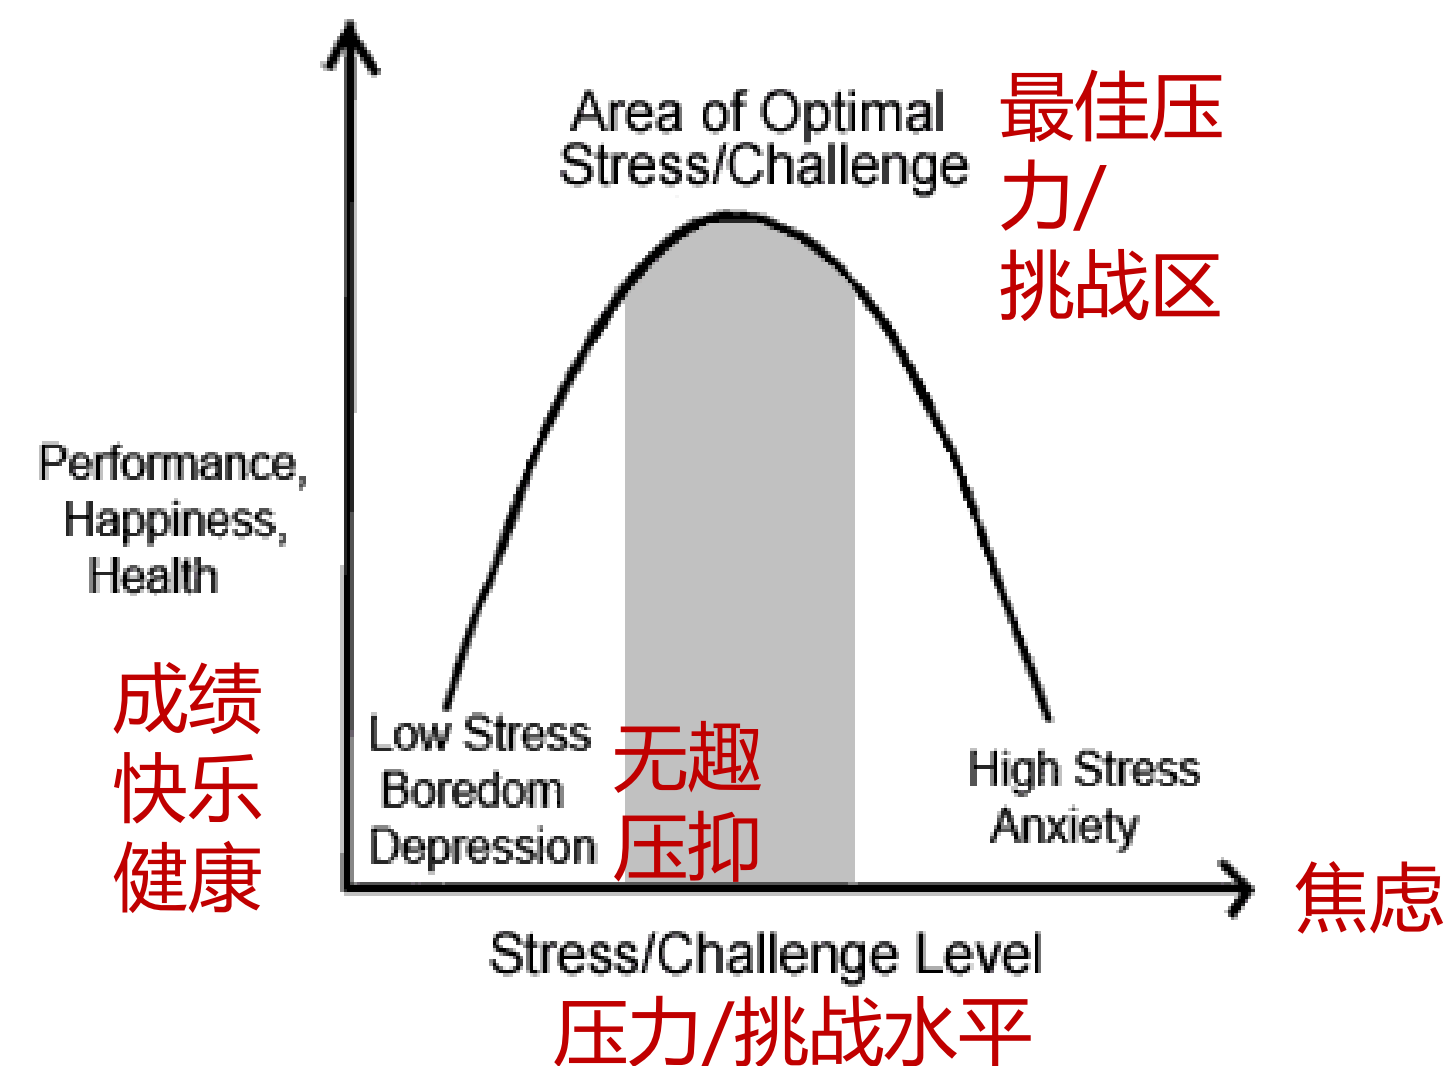 Area of Optimal
Stress/Challenge
最佳压
力/
挑战区
Performance,
Happiness,
Health
成绩
快乐
健康
Low Stress
Boredom
Depression
无趣
压抑
High Stress
Anxiety
焦虑
Stress/Challenge Level
压力/挑战水平